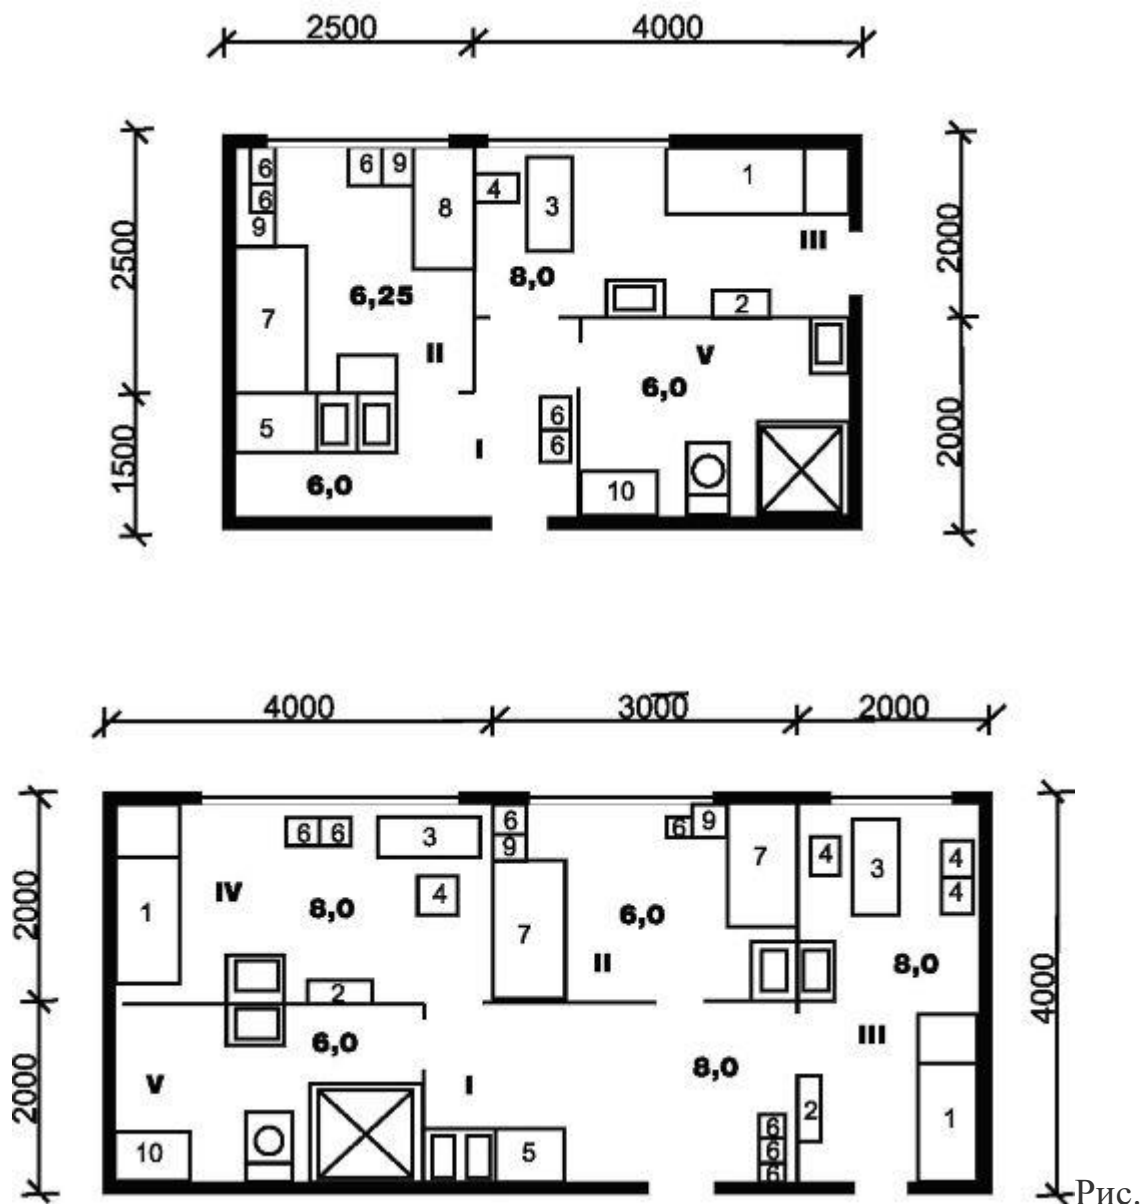 2500 4000
2500
1500
2000
2000
6 6 9 1
6 4 3
9 8
III
8,0
6,25 2
7 II V
6,0
6
5 I 6
6,0 10
4000 3000 2000
2000
2000
4000
6 9
6 6 3 6 4 3 4
9 7 4
1 IV 4
8,0 6,0
7 II 8,0
2
6,0 III
V I 8,0
2
6 1
10 5 6
6
Рис.